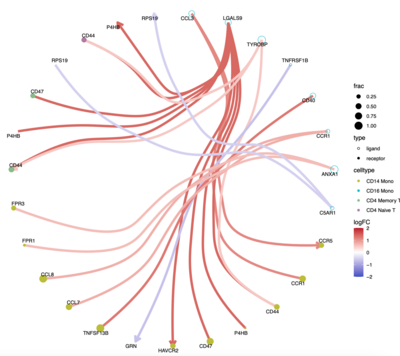 RPS19
CCL3
LGALS9
P4HB
CD44
TYROBP
RPS19
TNFRSF1B
CD47
CD40
P4HB
CCR1
CD44
ANXA1
FPR3
C5AR1
FPR1
CCR5
CCL8
CCR1
CCL7
CD44
TNFSF13B
P4HB
GRN
HAVCR2
CD47
frac
0.25
0.50
0.75
1.00
type
ligand
receptor
celltype
CD14 Mono
CD16 Mono
CD4 Memory T
CD4 Naive T
logFC
2
1
0
-1
-2